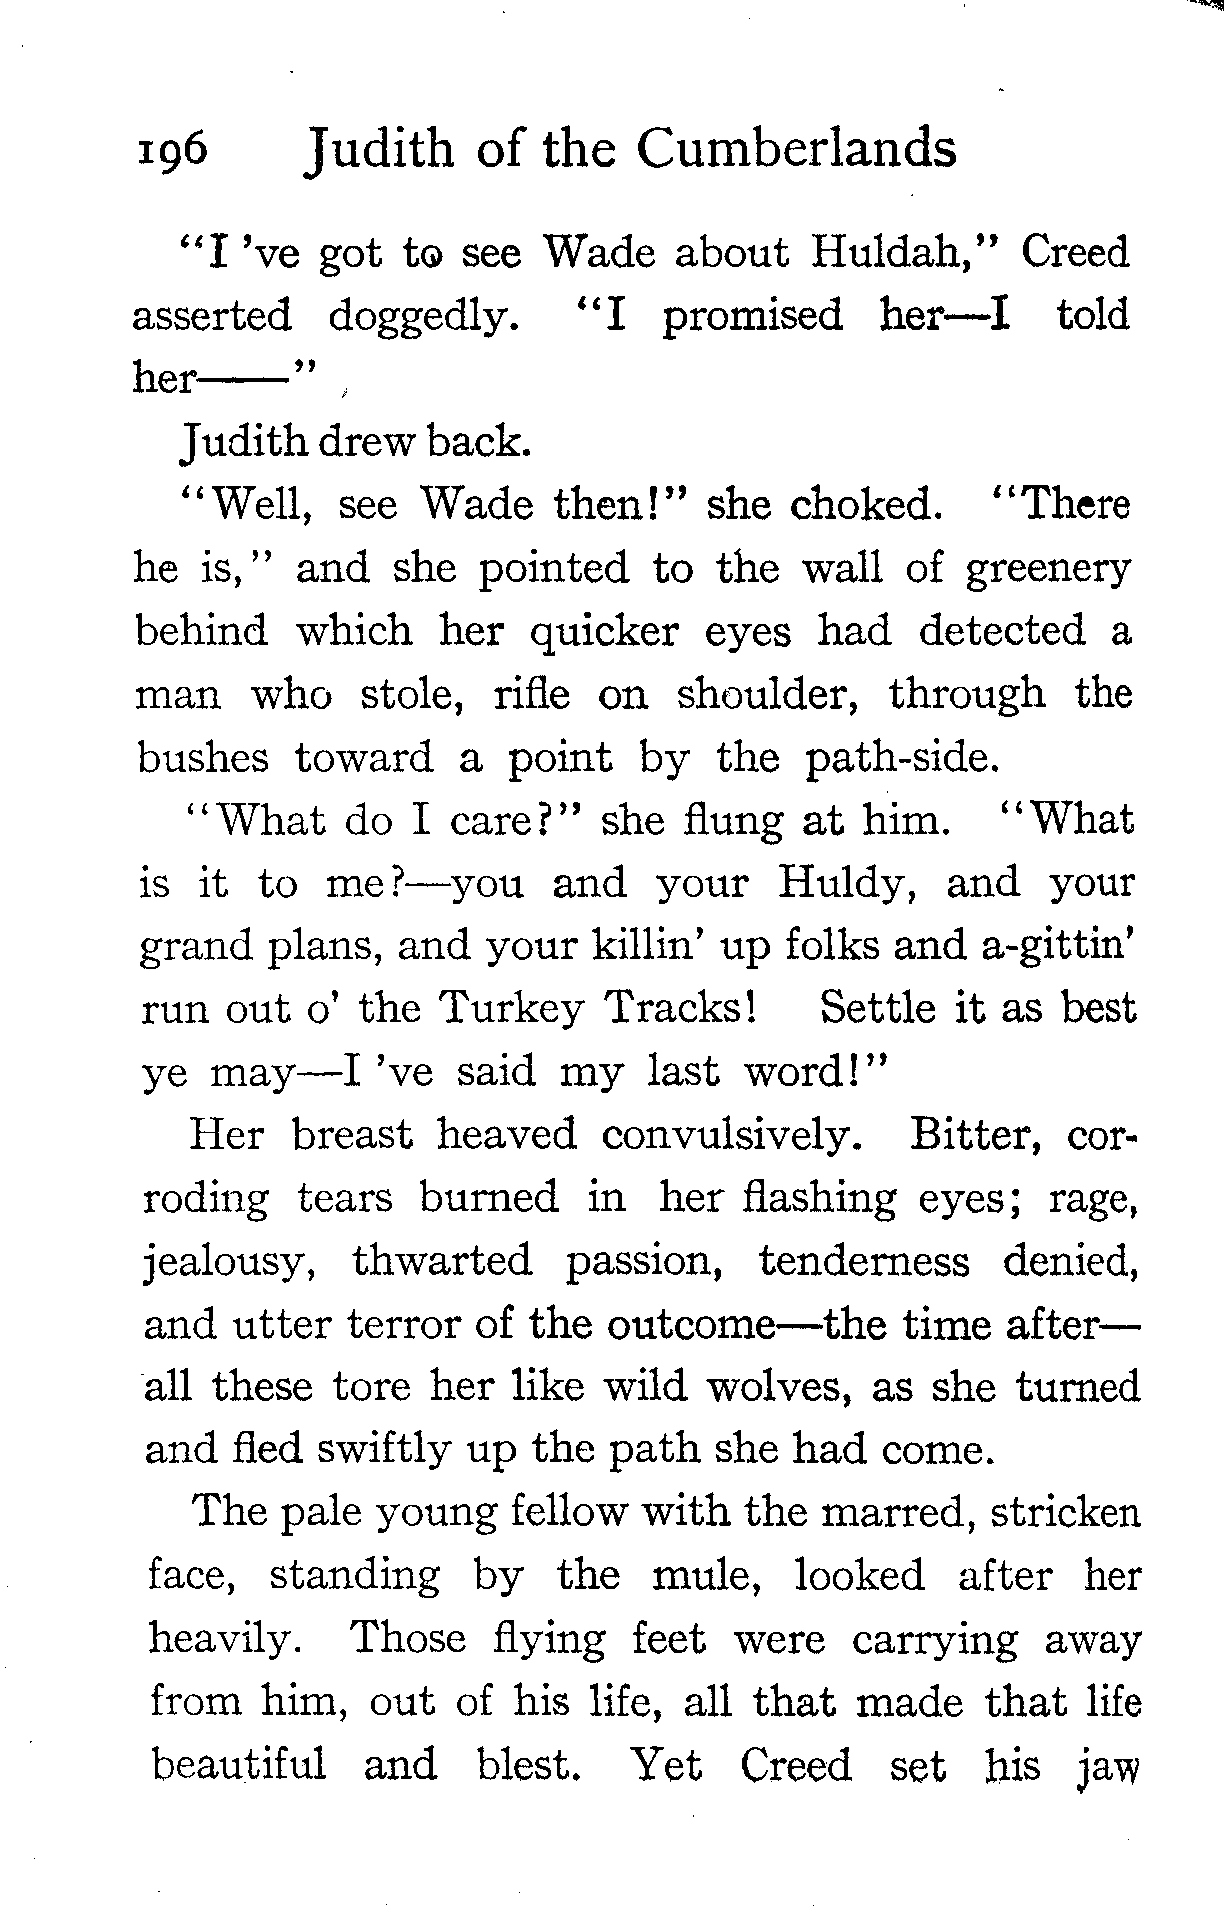 196 Judith of the Cumberlands
"I 've got to see Wade about Huldah," Creed
asserted doggedly. "I promised her—I told
her——"
Judith drew back.
"Well, see Wade then!" she choked. "There
he is," and she pointed to the wall of greenery
behind which her quicker eyes had detected a
man who stole, rifle on shoulder, through the
bushes toward a point by the path-side.
"What do I care?" she flung at him. "What
is it to me?—you and your Huldy, and your
grand plans, and your killin' up folks and a-gittin'
run out o' the Turkey Tracks! Settle it as best
ye may—I 've said my last word!"
Her breast heaved convulsively. Bitter, cor-
roding tears burned in her flashing eyes; rage,
jealousy, thwarted passion, tenderness denied,
and utter terror of the outcome—the time after—
all these tore her like wild wolves, as she turned
and fled swiftly up the path she had come.
The pale young fellow with the marred, stricken
face, standing by the mule, looked after her
heavily. Those flying feet were carrying away
from him, out of his life, all that made that life
beautiful and blest. Yet Creed set his jaw